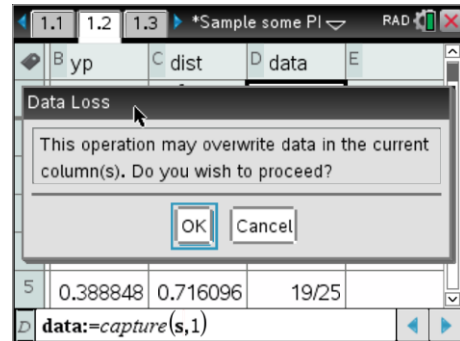 1.1 1.2 1.3 *Sample some PI RAD
B yp C dist D data E
Data Loss
This operation may overwrite data in the current
column(s). Do you wish to proceed?
OK Cancel
5 0.388848 0.716096 19/25
D data:=capture(s,1)